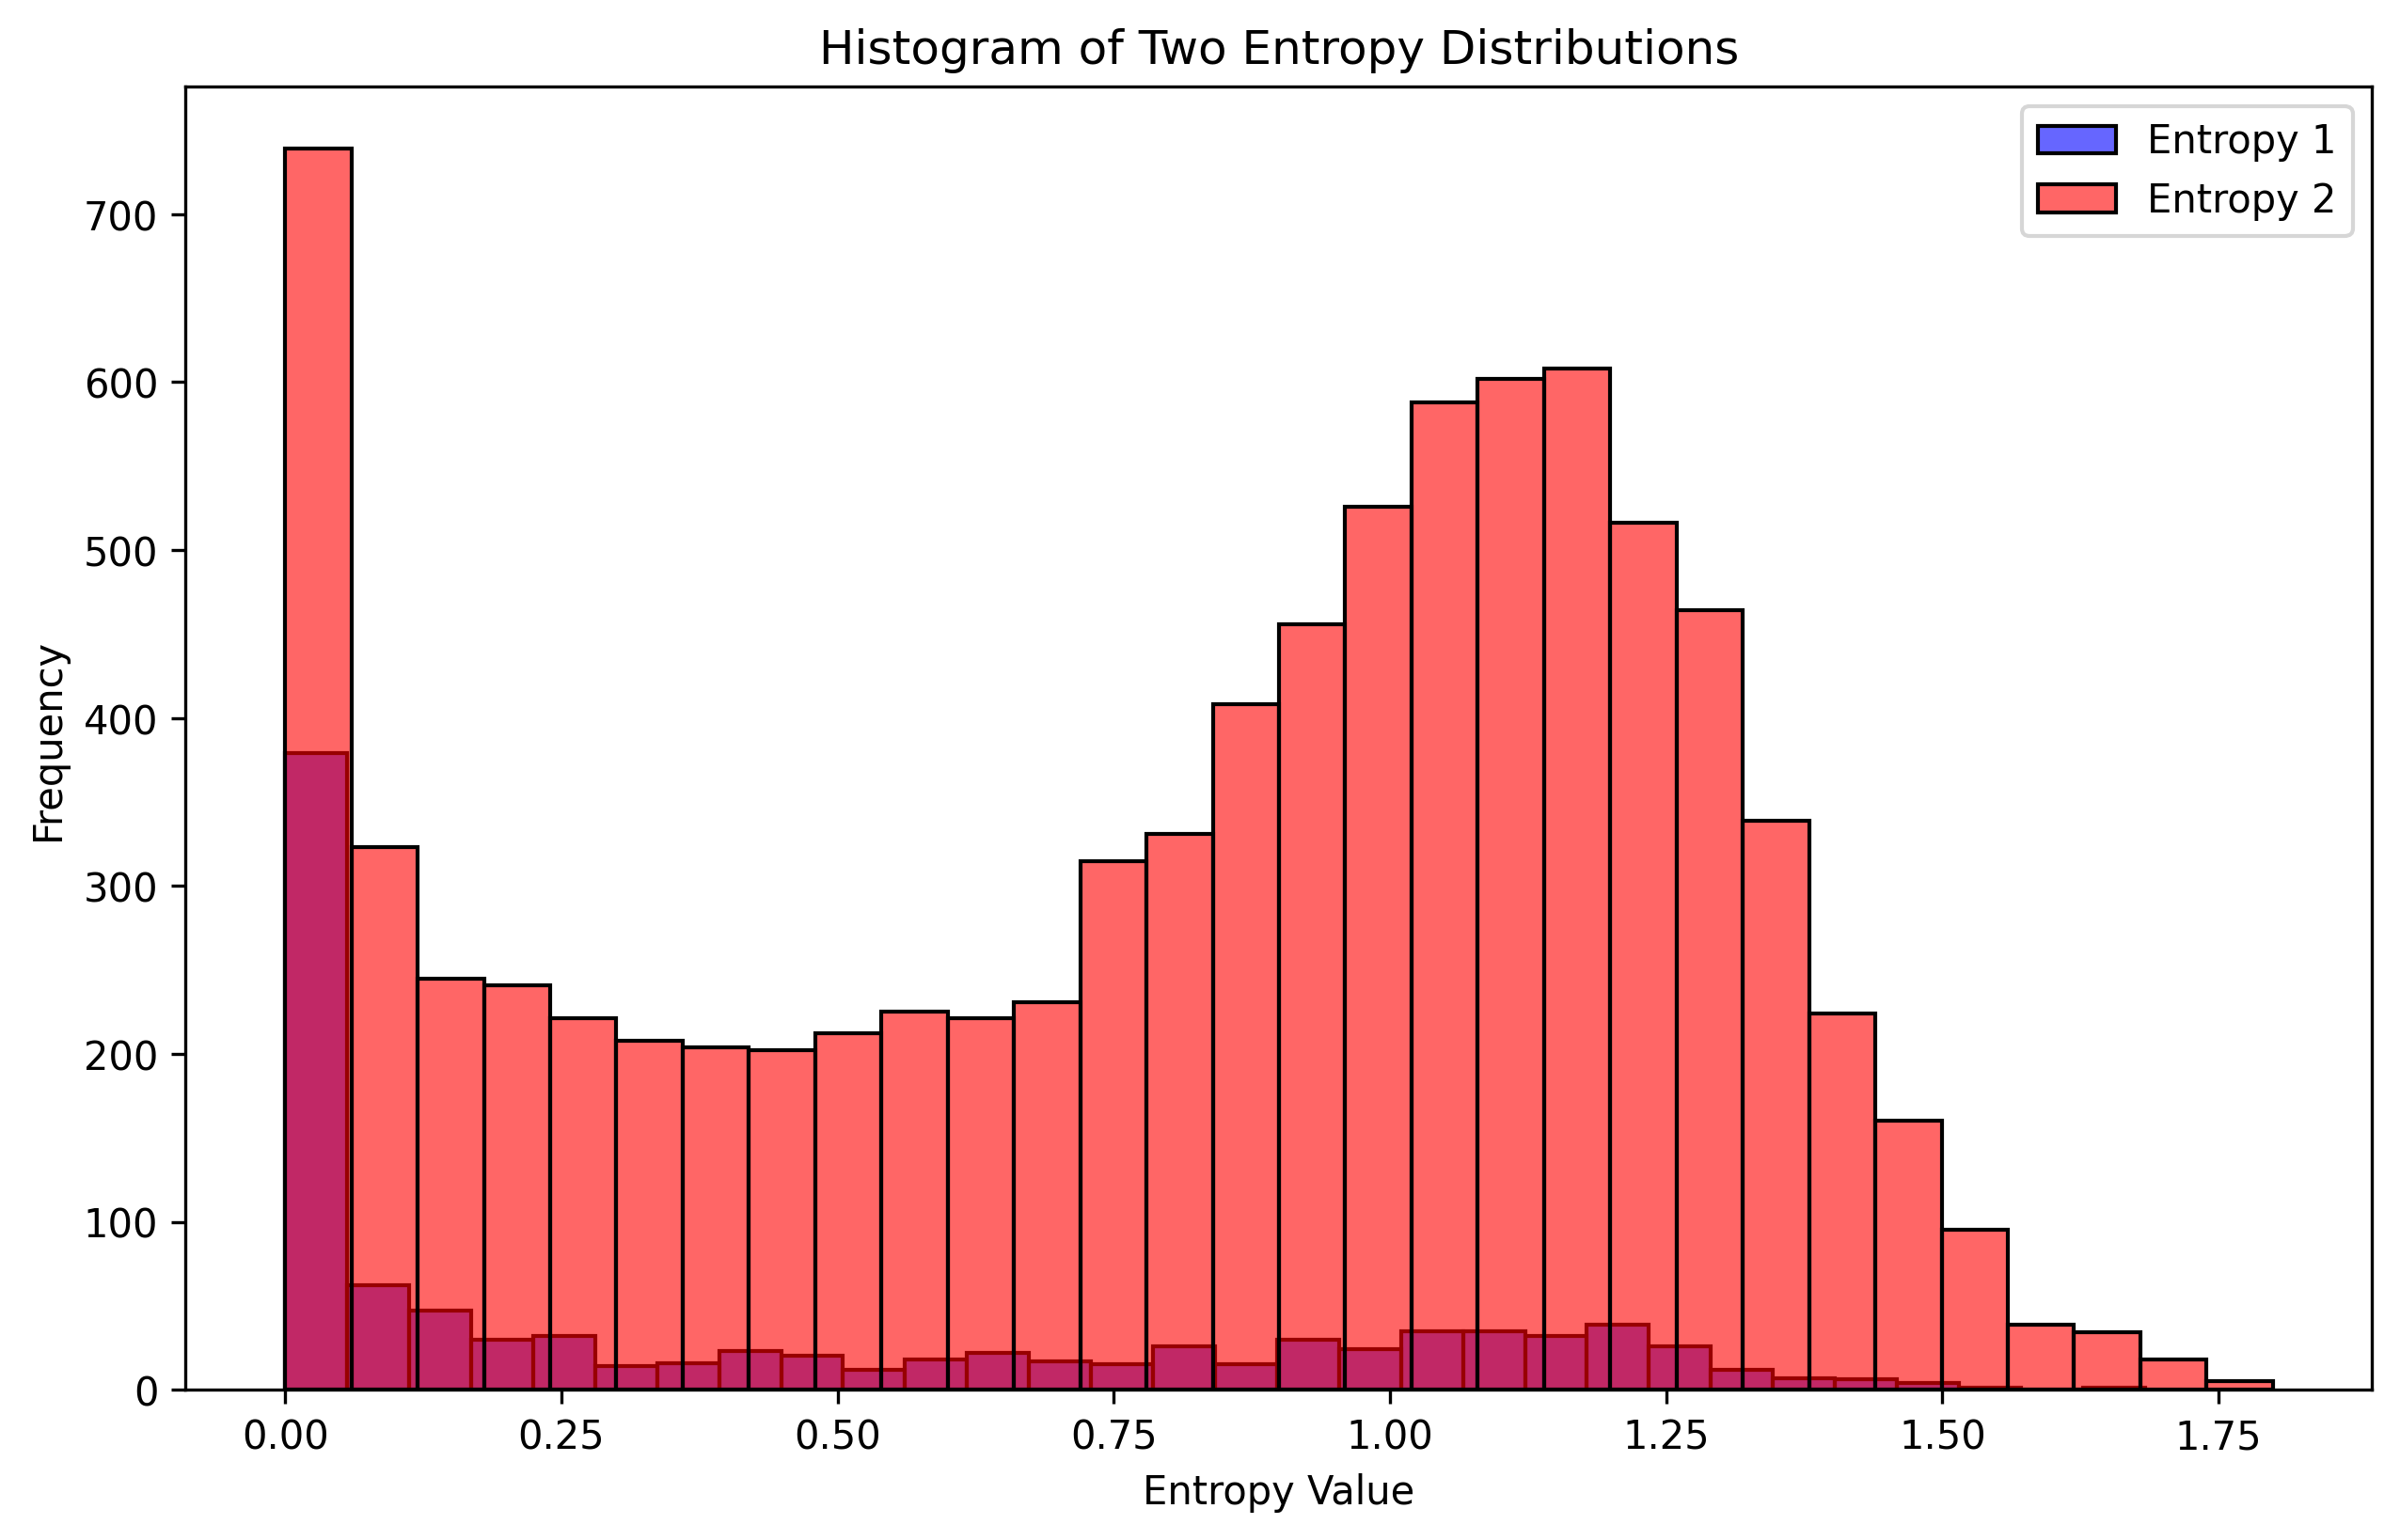 Histogram of Two Entropy Distributions
Entropy 1
Entropy 2
Frequency
700
600
500
400
300
200
100
0
0.00 0.25 0.50 0.75 1.00 1.25 1.50 1.75
Entropy Value